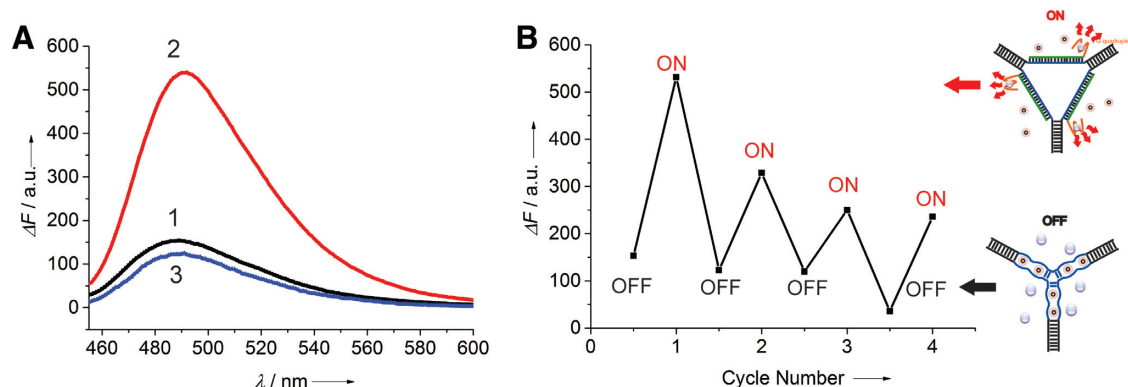 A
600
500
400
300
200
100
0
ΔF / a.u.
2
1
3
460
480
500
520
540
560
580
600
λ / nm
B
600
500
400
300
200
100
0
ΔF / a.u.
ON
ON
ON
ON
OFF
OFF
OFF
OFF
0
1
2
3
4
Cycle Number
ON
G-quadruplex
OFF